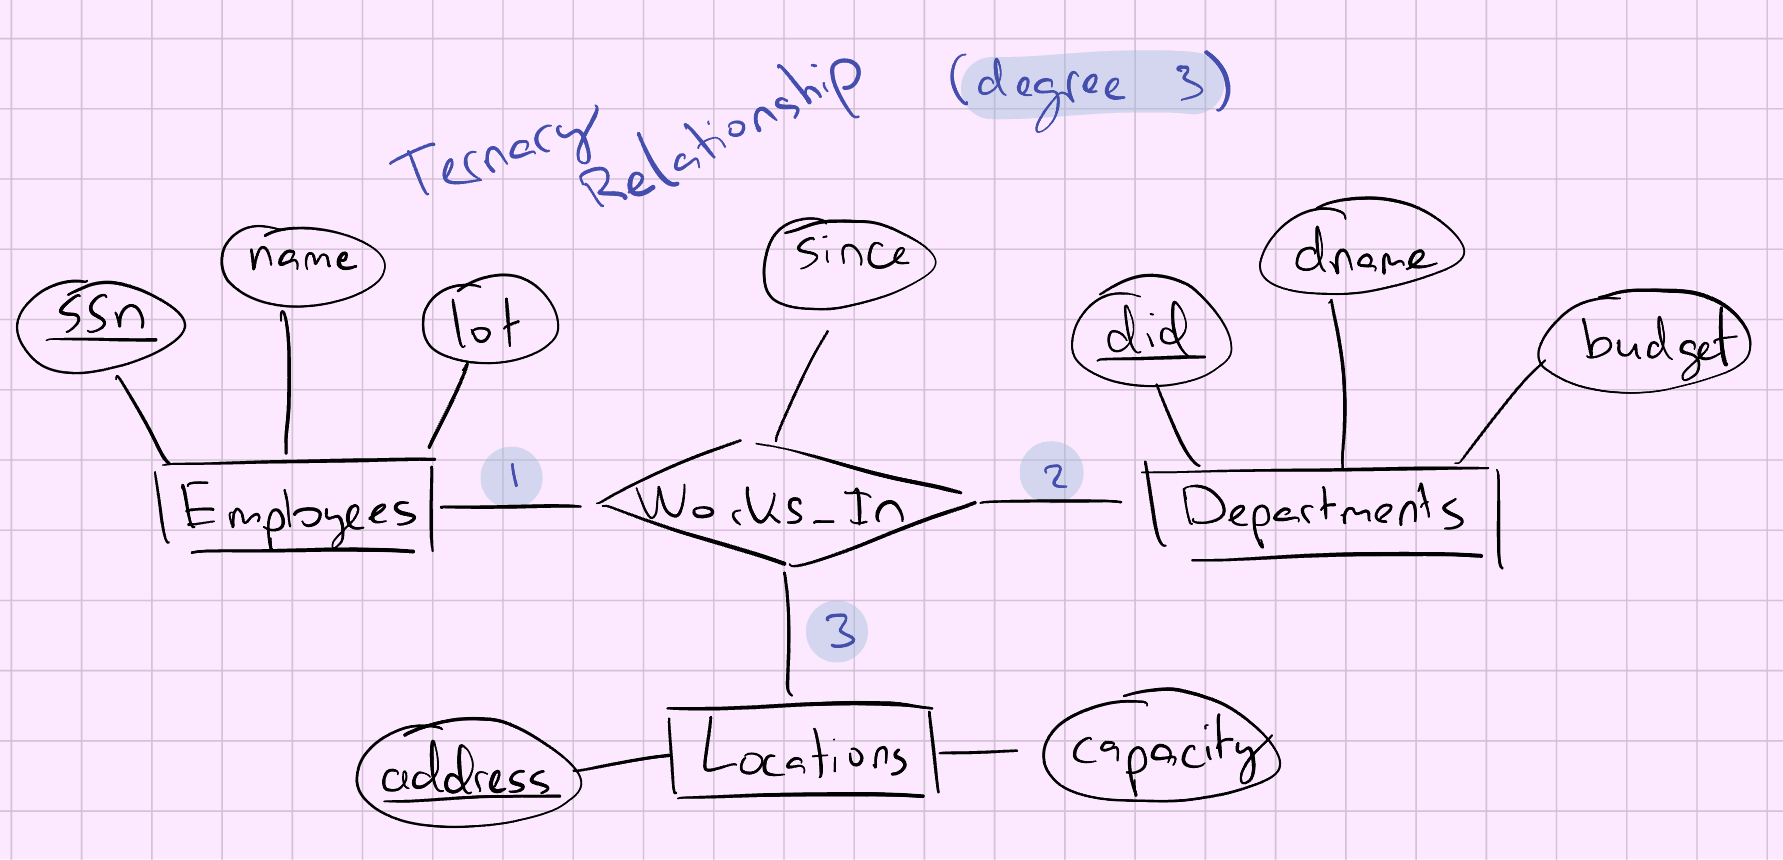 Ternary
Relationship (degree 3)
ssn
name
lot
since
did
dname
budget
Employees
1
Works_In
2
Departments
3
address
Locations
capacity